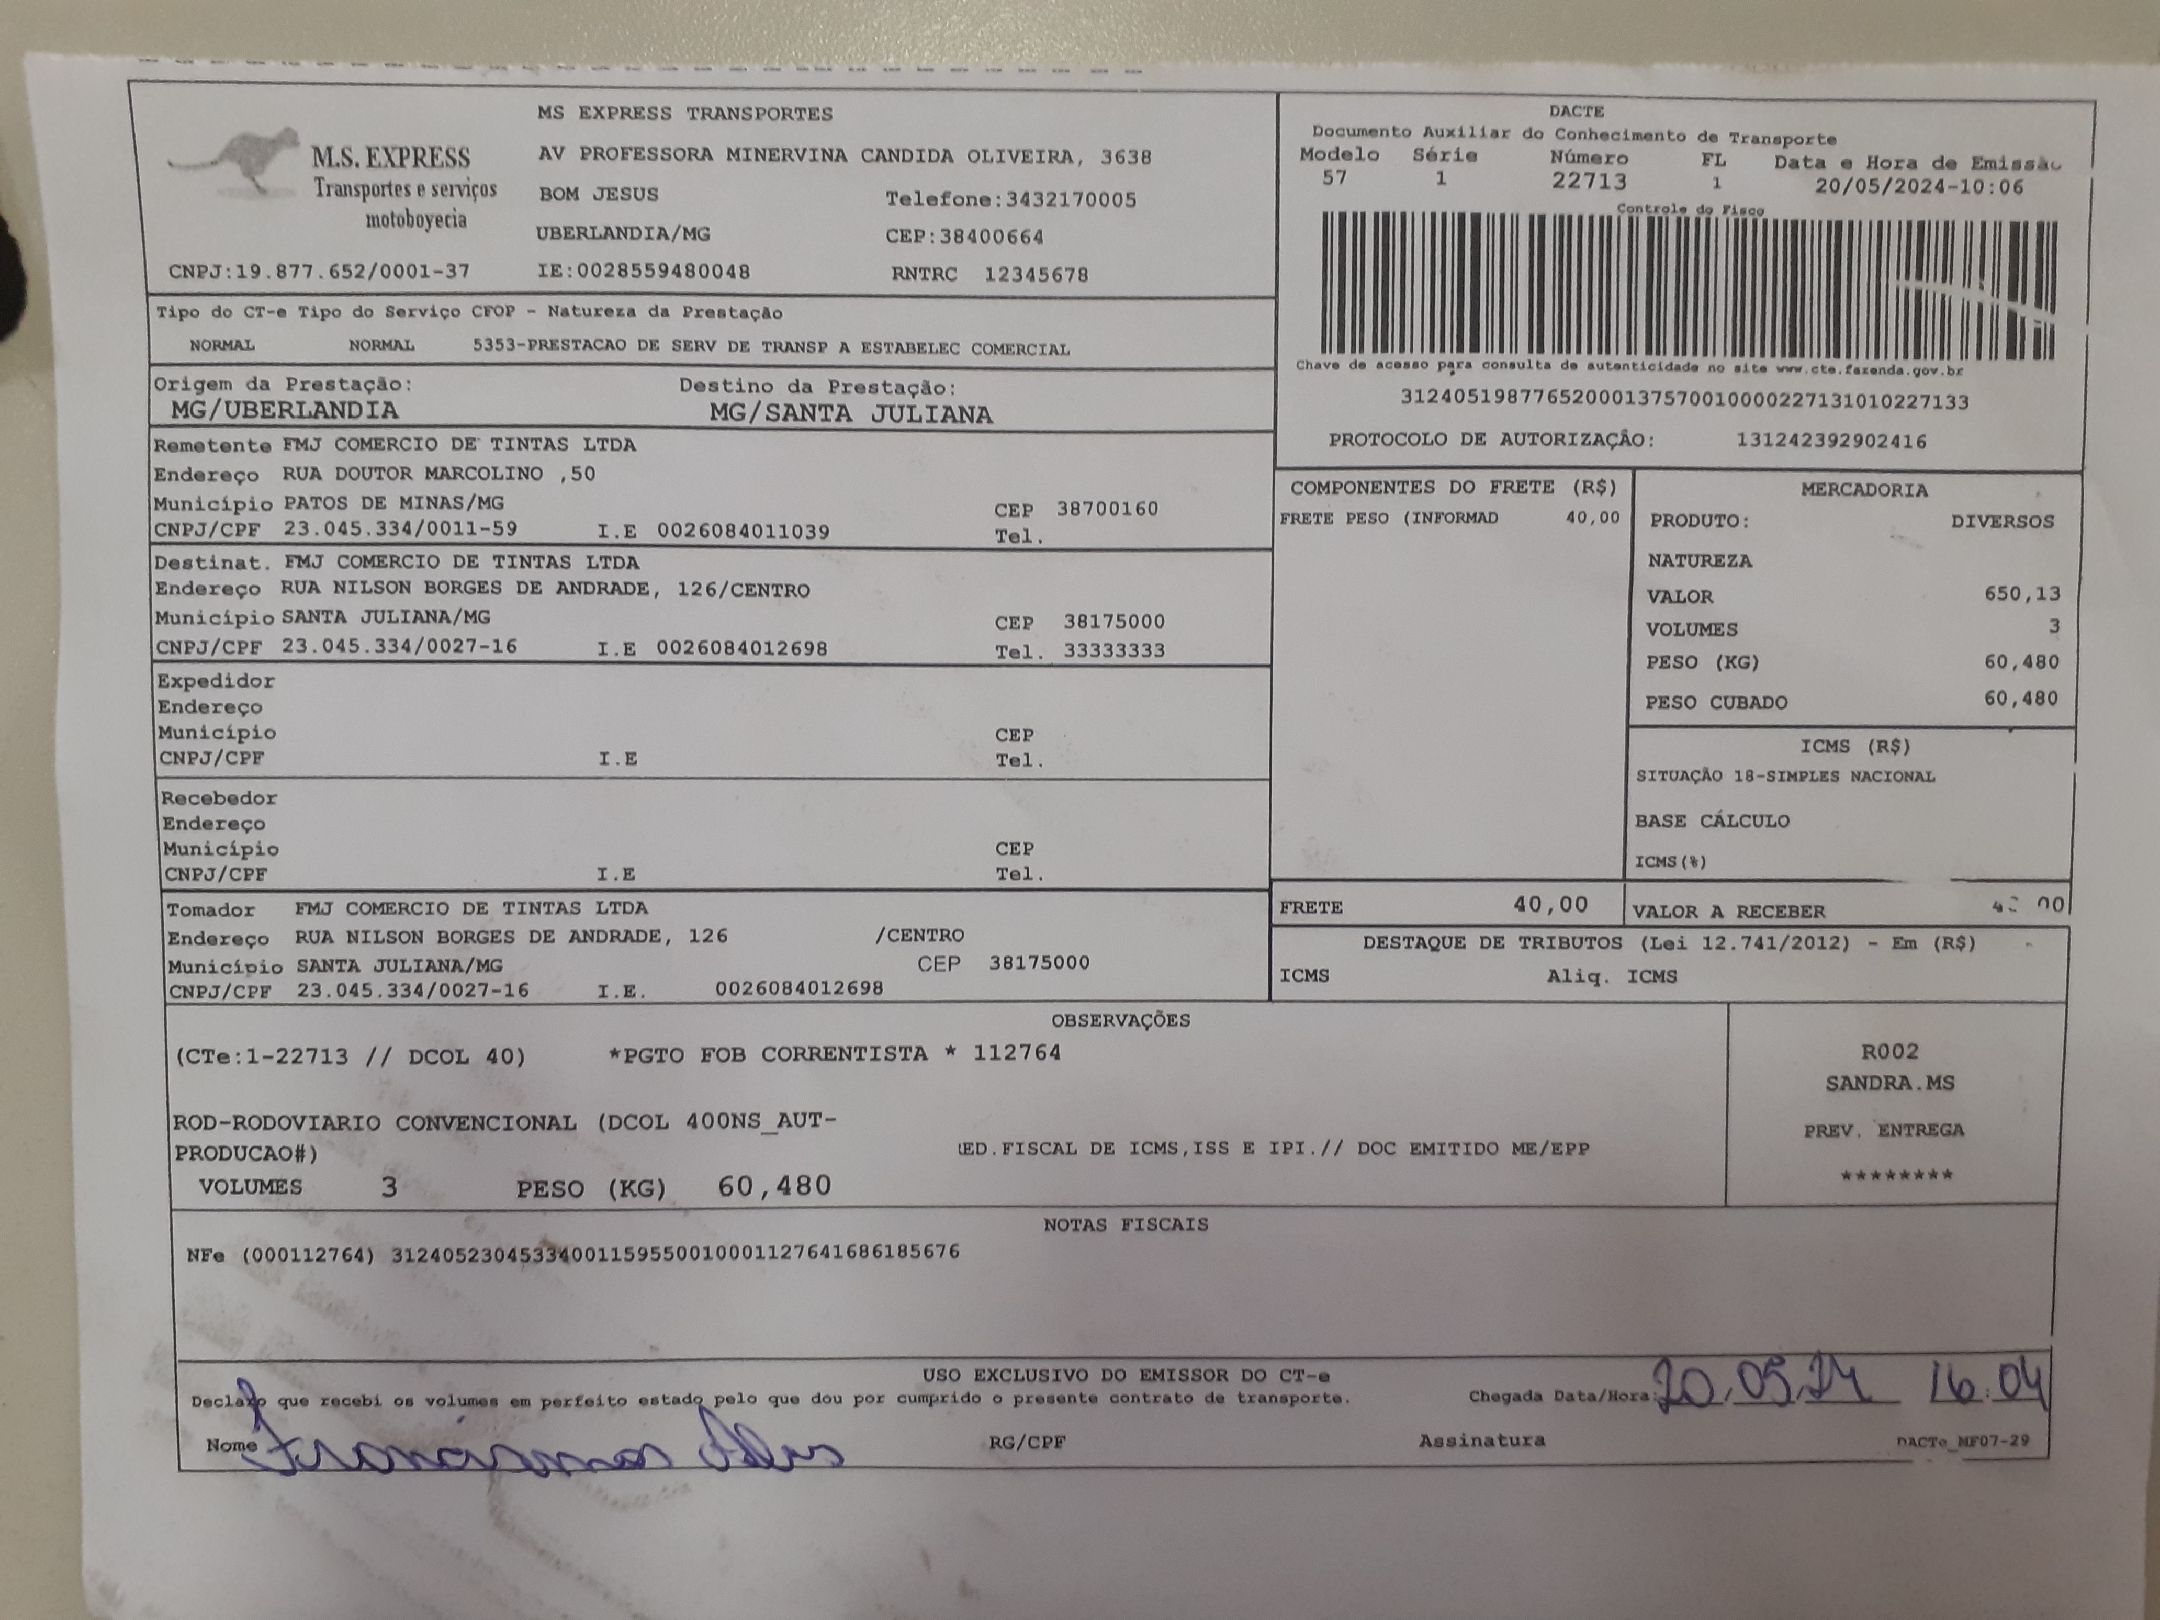 M.S. EXPRESS
Transportes e serviços
motoboyecia
MS EXPRESS TRANSPORTES
AV PROFESSORA MINERVINA CANDIDA OLIVEIRA, 3638
BOM JESUS Telefone:3432170005
UBERLANDIA/MG CEP:38400664
CNPJ:19.877.652/0001-37 IE:0028559480048 RNTRC 12345678
DACTE
Documento Auxiliar do Conhecimento de Transporte
Modelo Série Número FL Data e Hora de Emissão
57 1 22713 1 20/05/2024-10:06
Controle do Fisco
Chave de acesso para consulta de autenticidade no site www.cte.fazenda.gov.br
31240519877652000137570010000227131010227133
PROTOCOLO DE AUTORIZAÇÃO: 131242392902416
Tipo do CT-e Tipo do Serviço CFOP - Natureza da Prestação
NORMAL NORMAL 5353-PRESTACAO DE SERV DE TRANSP A ESTABELEC COMERCIAL
Origem da Prestação: Destino da Prestação:
MG/UBERLANDIA MG/SANTA JULIANA
Remetente FMJ COMERCIO DE TINTAS LTDA
Endereço RUA DOUTOR MARCOLINO ,50
Município PATOS DE MINAS/MG CEP 38700160
CNPJ/CPF 23.045.334/0011-59 I.E 0026084011039 Tel.
Destinat. FMJ COMERCIO DE TINTAS LTDA
Endereço RUA NILSON BORGES DE ANDRADE, 126/CENTRO
Município SANTA JULIANA/MG CEP 38175000
CNPJ/CPF 23.045.334/0027-16 I.E 0026084012698 Tel. 33333333
Expedidor
Endereço
Município CEP
CNPJ/CPF I.E Tel.
Recebedor
Endereço
Município CEP
CNPJ/CPF I.E Tel.
Tomador FMJ COMERCIO DE TINTAS LTDA
Endereço RUA NILSON BORGES DE ANDRADE, 126 /CENTRO
Município SANTA JULIANA/MG CEP 38175000
CNPJ/CPF 23.045.334/0027-16 I.E. 0026084012698
COMPONENTES DO FRETE (R$)
FRETE PESO (INFORMAD 40,00
MERCADORIA
PRODUTO: DIVERSOS
NATUREZA
VALOR 650,13
VOLUMES 3
PESO (KG) 60,480
PESO CUBADO 60,480
ICMS (R$)
SITUAÇÃO 18-SIMPLES NACIONAL
BASE CÁLCULO
ICMS(%)
FRETE 40,00 VALOR A RECEBER
DESTAQUE DE TRIBUTOS (Lei 12.741/2012) - Em (R$)
ICMS Aliq. ICMS
OBSERVAÇÕES
(CTe:1-22713 // DCOL 40) *PGTO FOB CORRENTISTA * 112764
ROD-RODOVIARIO CONVENCIONAL (DCOL 400NS_AUT-
PRODUCAO#) ED.FISCAL DE ICMS,ISS E IPI.// DOC EMITIDO ME/EPP
VOLUMES 3 PESO (KG) 60,480
R002
SANDRA.MS
PREV. ENTREGA
********
NOTAS FISCAIS
NFe (000112764) 31240523045334001159550010001127641686185676
USO EXCLUSIVO DO EMISSOR DO CT-e
Declaro que recebi os volumes em perfeito estado pelo que dou por cumprido o presente contrato de transporte. Chegada Data/Hora: 20.05.24 16:04
Nome RG/CPF Assinatura DACTe_MF07-29